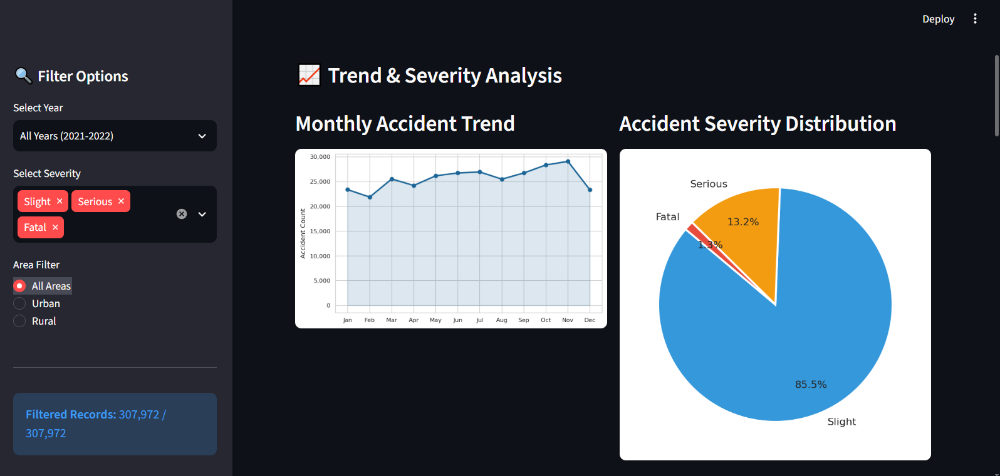 Deploy
Filter Options
Select Year
All Years (2021-2022)
Select Severity
Slight
Serious
Fatal
Area Filter
All Areas
Urban
Rural
Filtered Records: 307,972 /
307,972
Trend & Severity Analysis
Monthly Accident Trend
30,000
25,000
20,000
15,000
10,000
5,000
0
Accident Count
Jan Feb Mar Apr May Jun Jul Aug Sep Oct Nov Dec
Accident Severity Distribution
Serious
Fatal
13.2%
1.3%
85.5%
Slight